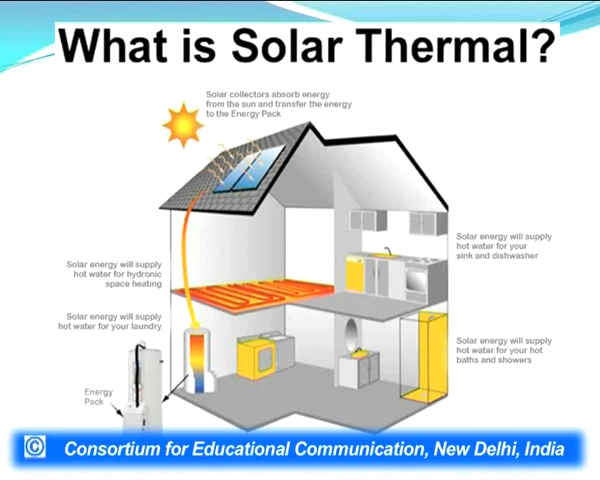 What is Solar Thermal?
Solar collectors absorb energy
from the sun and transfer the energy
to the Energy Pack
Solar energy will supply
hot water for your
sink and dishwasher
Solar energy will supply
hot water for hydronic
space heating
Solar energy will supply
hot water for your laundry
Solar energy will supply
hot water for your hot
baths and showers
Energy
Pack
© Consortium for Educational Communication, New Delhi, India